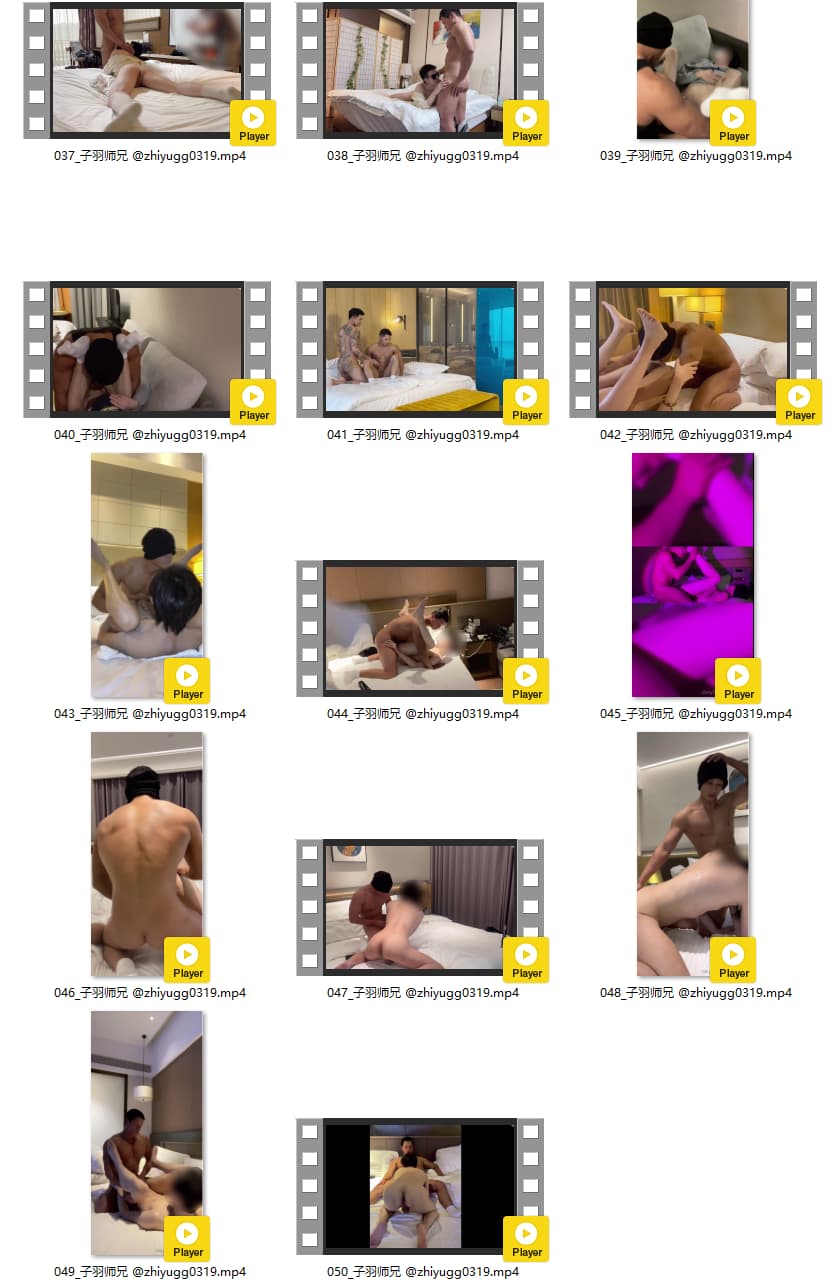 Player
Player
Player
037_子羽师兄 @zhiyugg0319.mp4
038_子羽师兄 @zhiyugg0319.mp4
039_子羽师兄 @zhiyugg0319.mp4
Player
Player
Player
040_子羽师兄 @zhiyugg0319.mp4
041_子羽师兄 @zhiyugg0319.mp4
042_子羽师兄 @zhiyugg0319.mp4
Player
Player
Player
043_子羽师兄 @zhiyugg0319.mp4
044_子羽师兄 @zhiyugg0319.mp4
045_子羽师兄 @zhiyugg0319.mp4
Player
Player
Player
046_子羽师兄 @zhiyugg0319.mp4
047_子羽师兄 @zhiyugg0319.mp4
048_子羽师兄 @zhiyugg0319.mp4
Player
Player
049_子羽师兄 @zhiyugg0319.mp4
050_子羽师兄 @zhiyugg0319.mp4